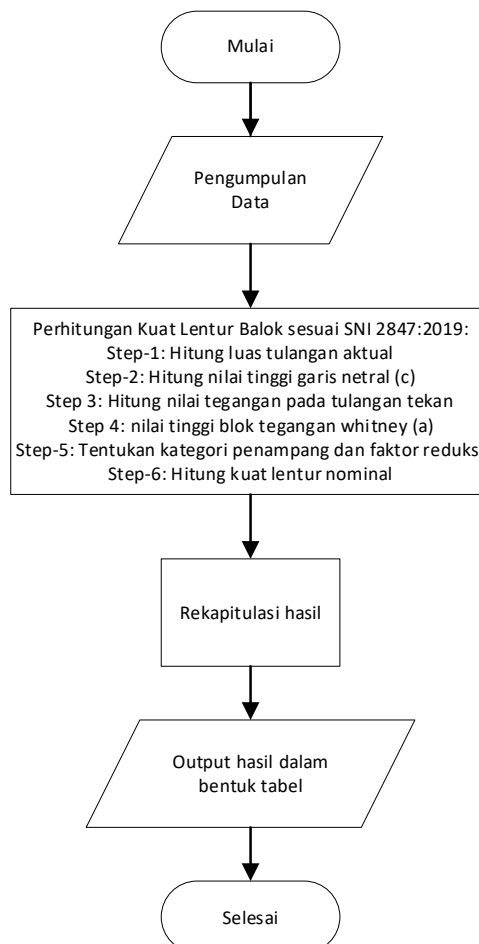 Mulai
Pengumpulan
Data
Perhitungan Kuat Lentur Balok sesuai SNI 2847:2019:
Step-1: Hitung luas tulangan aktual
Step-2: Hitung nilai tinggi garis netral (c)
Step 3: Hitung nilai tegangan pada tulangan tekan
Step 4: nilai tinggi blok tegangan whitney (a)
Step-5: Tentukan kategori penampang dan faktor reduks
Step-6: Hitung kuat lentur nominal
Rekapitulasi hasil
Output hasil dalam
bentuk tabel
Selesai